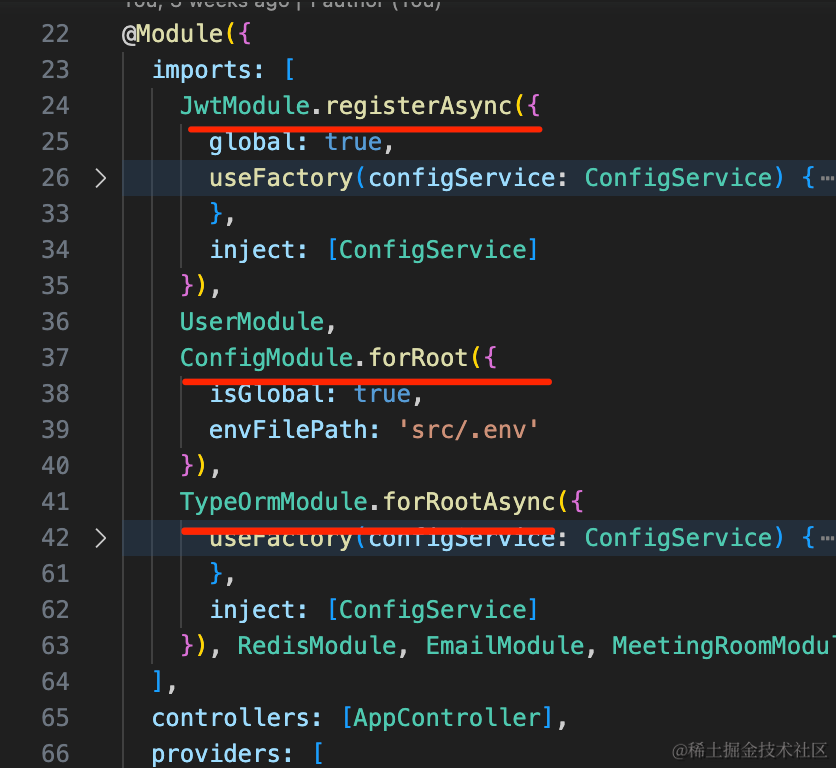 You, 3 weeks ago | 1 author (You)
22 @Module({
23 imports: [
24 JwtModule.registerAsync({
25 global: true,
26 useFactory(configService: ConfigService) {…
33 },
34 inject: [ConfigService]
35 }),
36 UserModule,
37 ConfigModule.forRoot({
38 isGlobal: true,
39 envFilePath: 'src/.env'
40 }),
41 TypeOrmModule.forRootAsync({
42 useFactory(configService: ConfigService) {…
61 },
62 inject: [ConfigService]
63 }), RedisModule, EmailModule, MeetingRoomModu
64 ],
65 controllers: [AppController],
66 providers: [
@稀土掘金技术社区